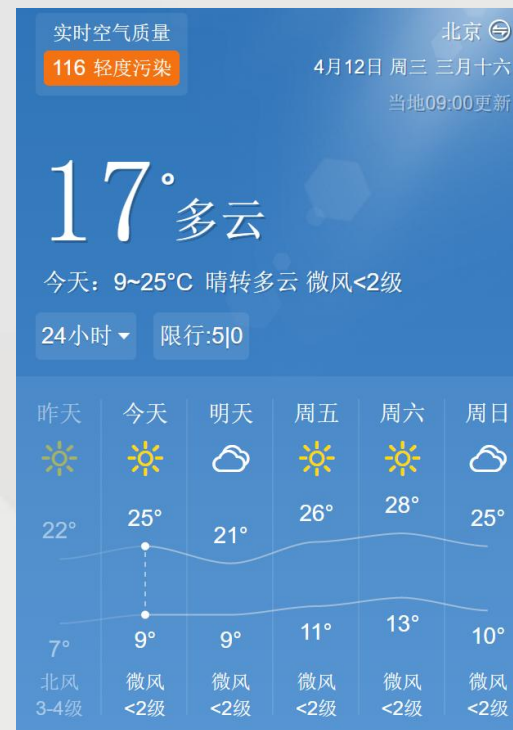 实时空气质量
北京
116 轻度污染
4月12日 周三 三月十六
当地09:00更新
17°多云
今天：9~25°C 晴转多云 微风<2级
24小时 限行:5|0
昨天 今天 明天 周五 周六 周日
22° 25° 21° 26° 28° 25°
7° 9° 9° 11° 13° 10°
北风 微风 微风 微风 微风 微风
3-4级 <2级 <2级 <2级 <2级 <2级